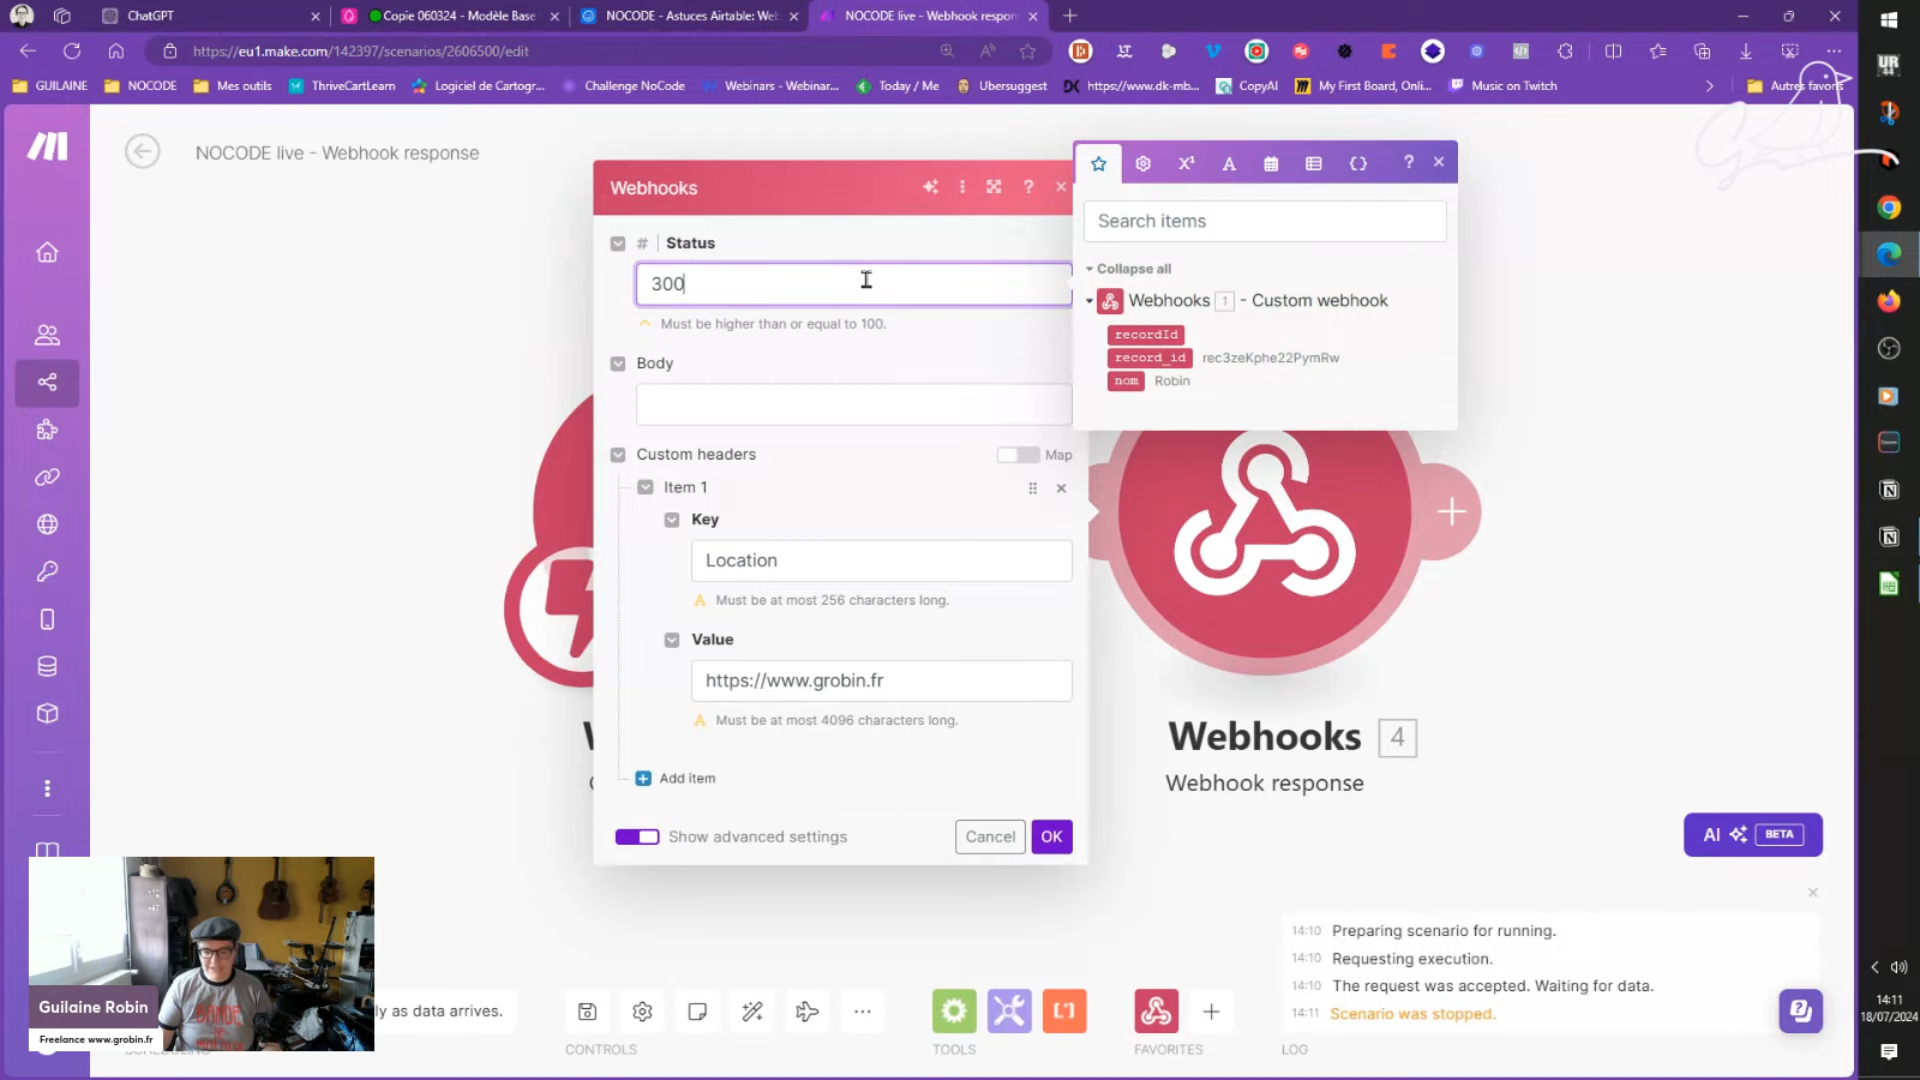 ChatGPT
Copie 060324 - Modèle Base
NOCODE - Astuces Airtable: We
NOCODE live - Webhook respon
https://eu1.make.com/142397/scenarios/2606500/edit
GUILAINE
NOCODE
Mes outils
ThriveCartLearn
Logiciel de Cartogr...
Challenge NoCode
Webinars - Webinar...
Today / Me
Ubersuggest
https://www.dk-mb...
CopyAI
My First Board, Onli...
Music on Twitch
Autres favoris
UR
44
NOCODE live - Webhook response
Webhooks
# Status
300
Must be higher than or equal to 100.
Body
Custom headers
Map
Item 1
Key
Location
Must be at most 256 characters long.
Value
https://www.grobin.fr
Must be at most 4096 characters long.
Add item
Show advanced settings
Cancel
OK
Search items
Collapse all
Webhooks 1 - Custom webhook
recordId
record_id rec3zeKphe22PymRw
nom Robin
Webhooks 4
Webhook response
AI BETA
14:10 Preparing scenario for running.
14:10 Requesting execution.
14:10 The request was accepted. Waiting for data.
14:11 Scenario was stopped.
LOG
ly as data arrives.
CONTROLS
TOOLS
FAVORITES
Guilaine Robin
Freelance www.grobin.fr
14:11
18/07/2024